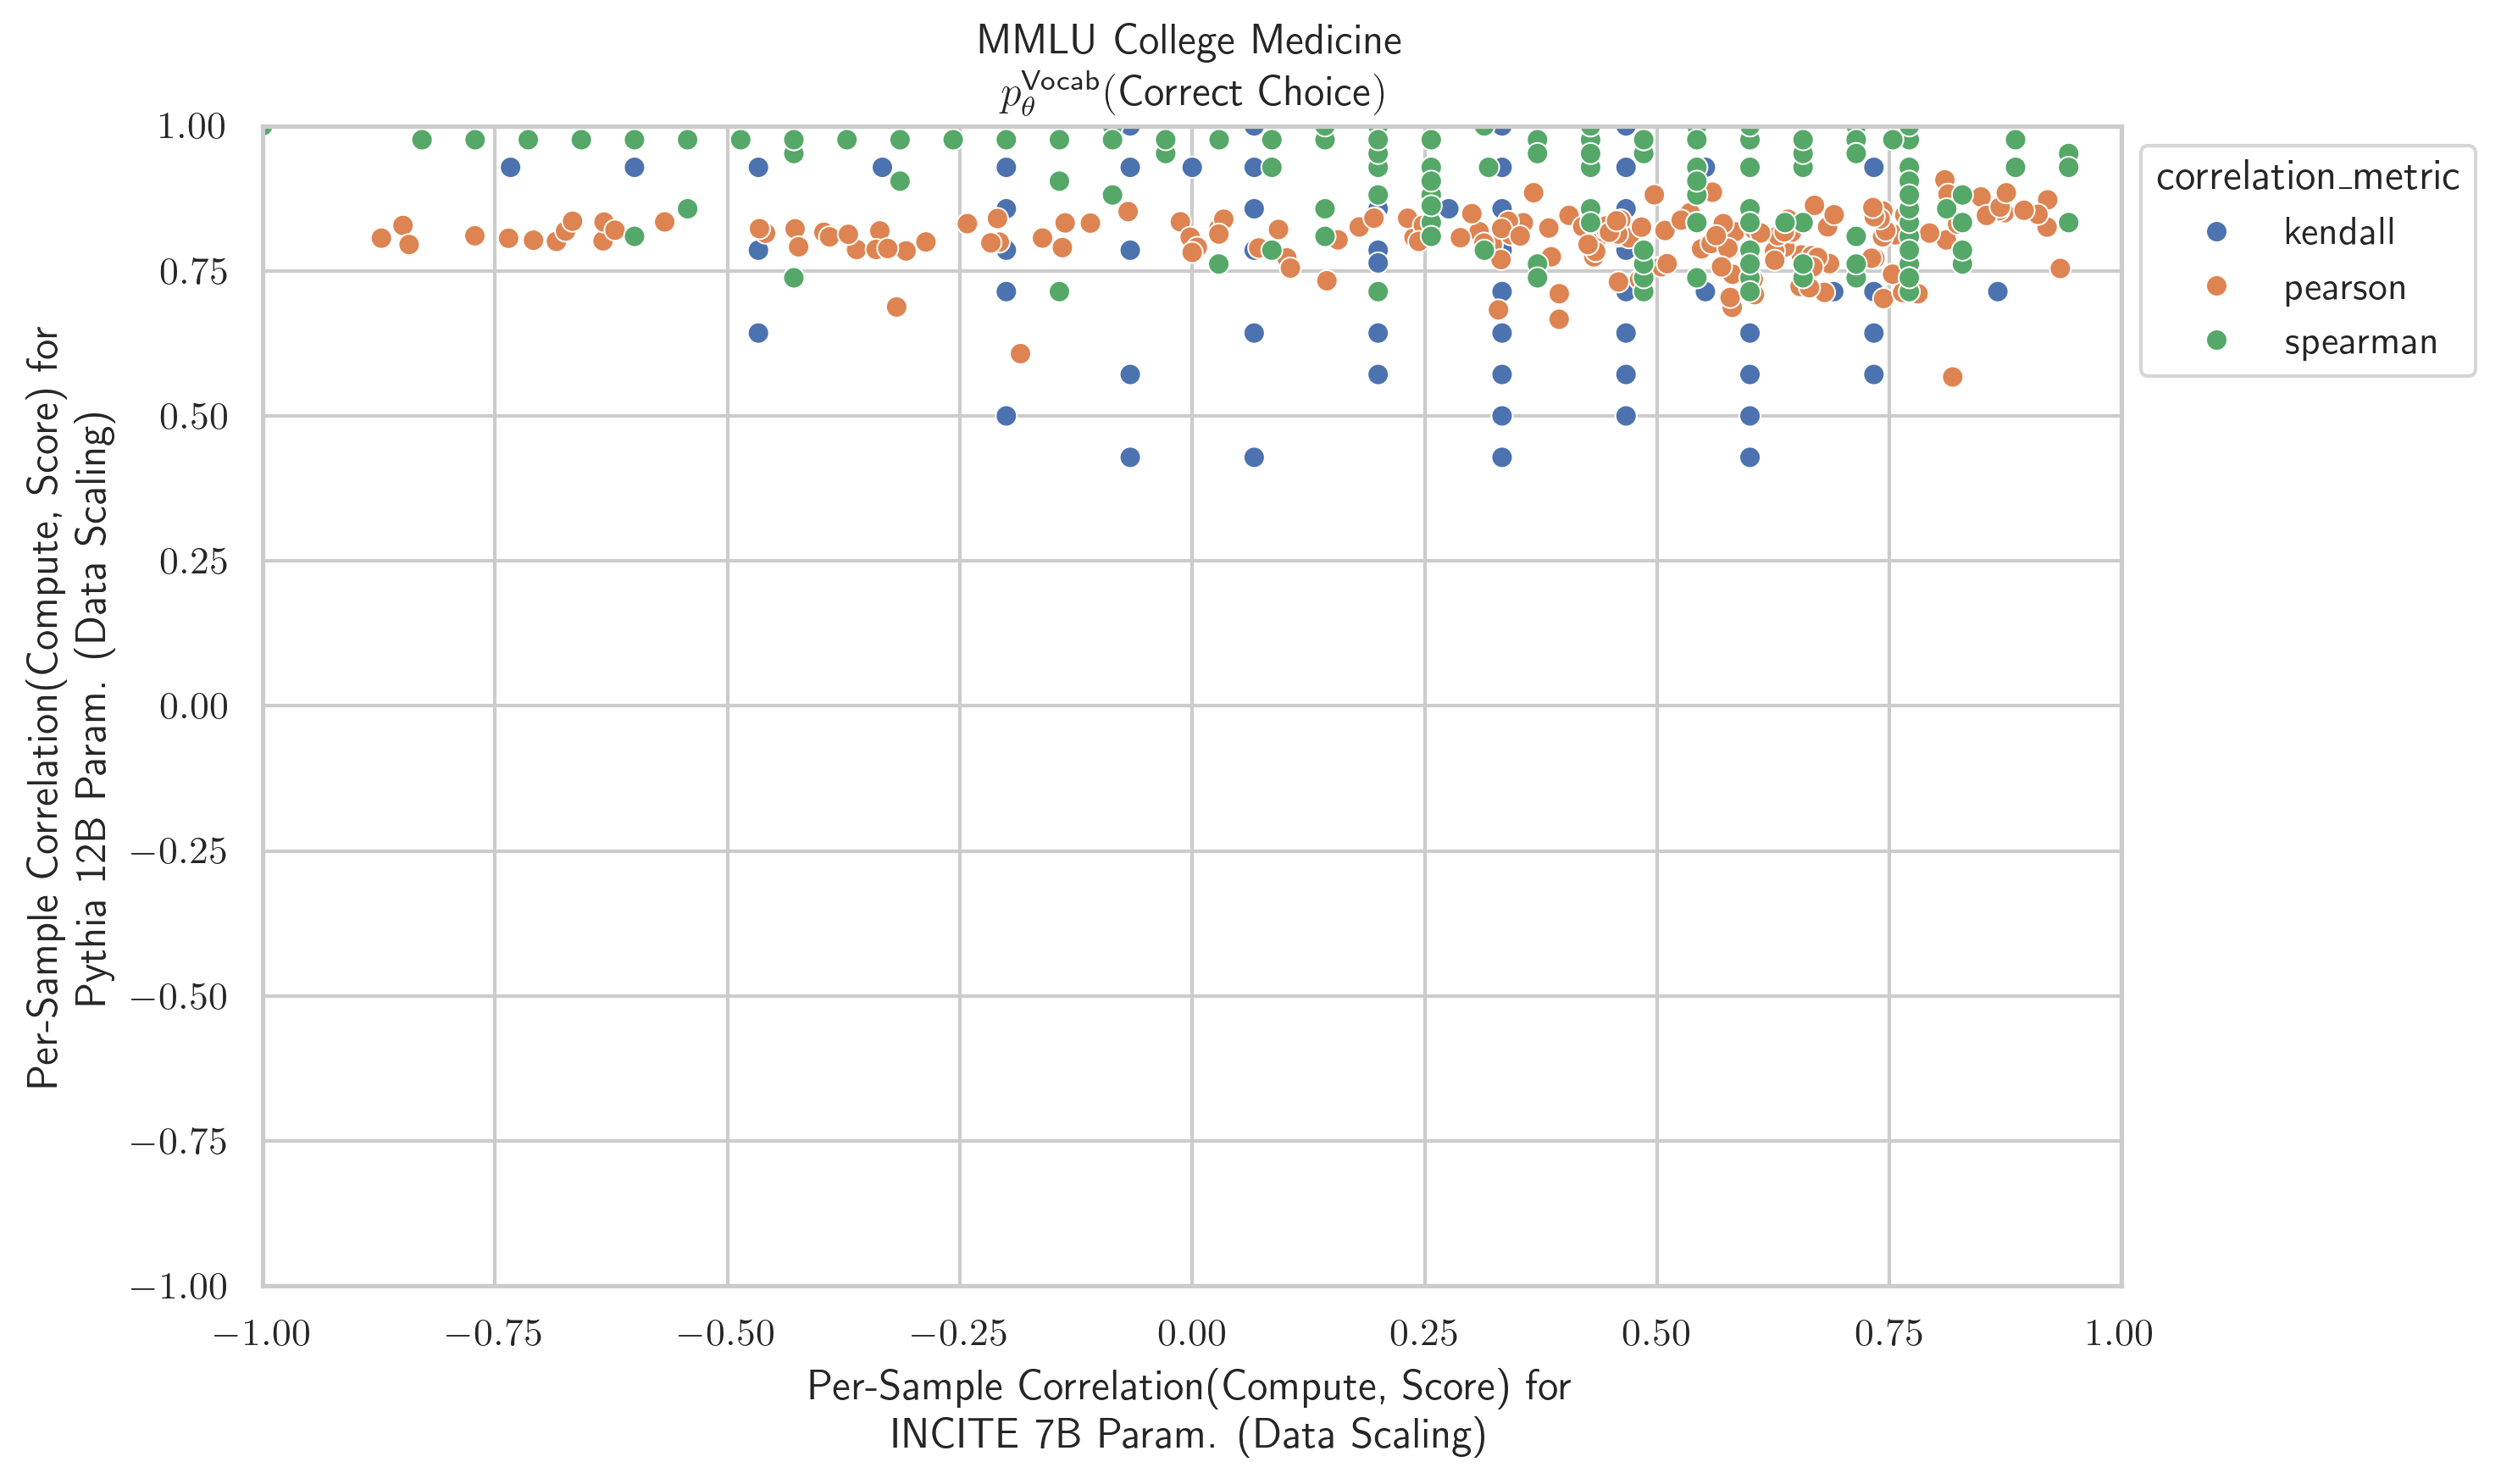 MMLU College Medicine
p_θ^Vocab(Correct Choice)
Per-Sample Correlation(Compute, Score) for
Pythia 12B Param. (Data Scaling)
1.00
0.75
0.50
0.25
0.00
−0.25
−0.50
−0.75
−1.00
−1.00
−0.75
−0.50
−0.25
0.00
0.25
0.50
0.75
1.00
Per-Sample Correlation(Compute, Score) for
INCITE 7B Param. (Data Scaling)
correlation_metric
kendall
pearson
spearman